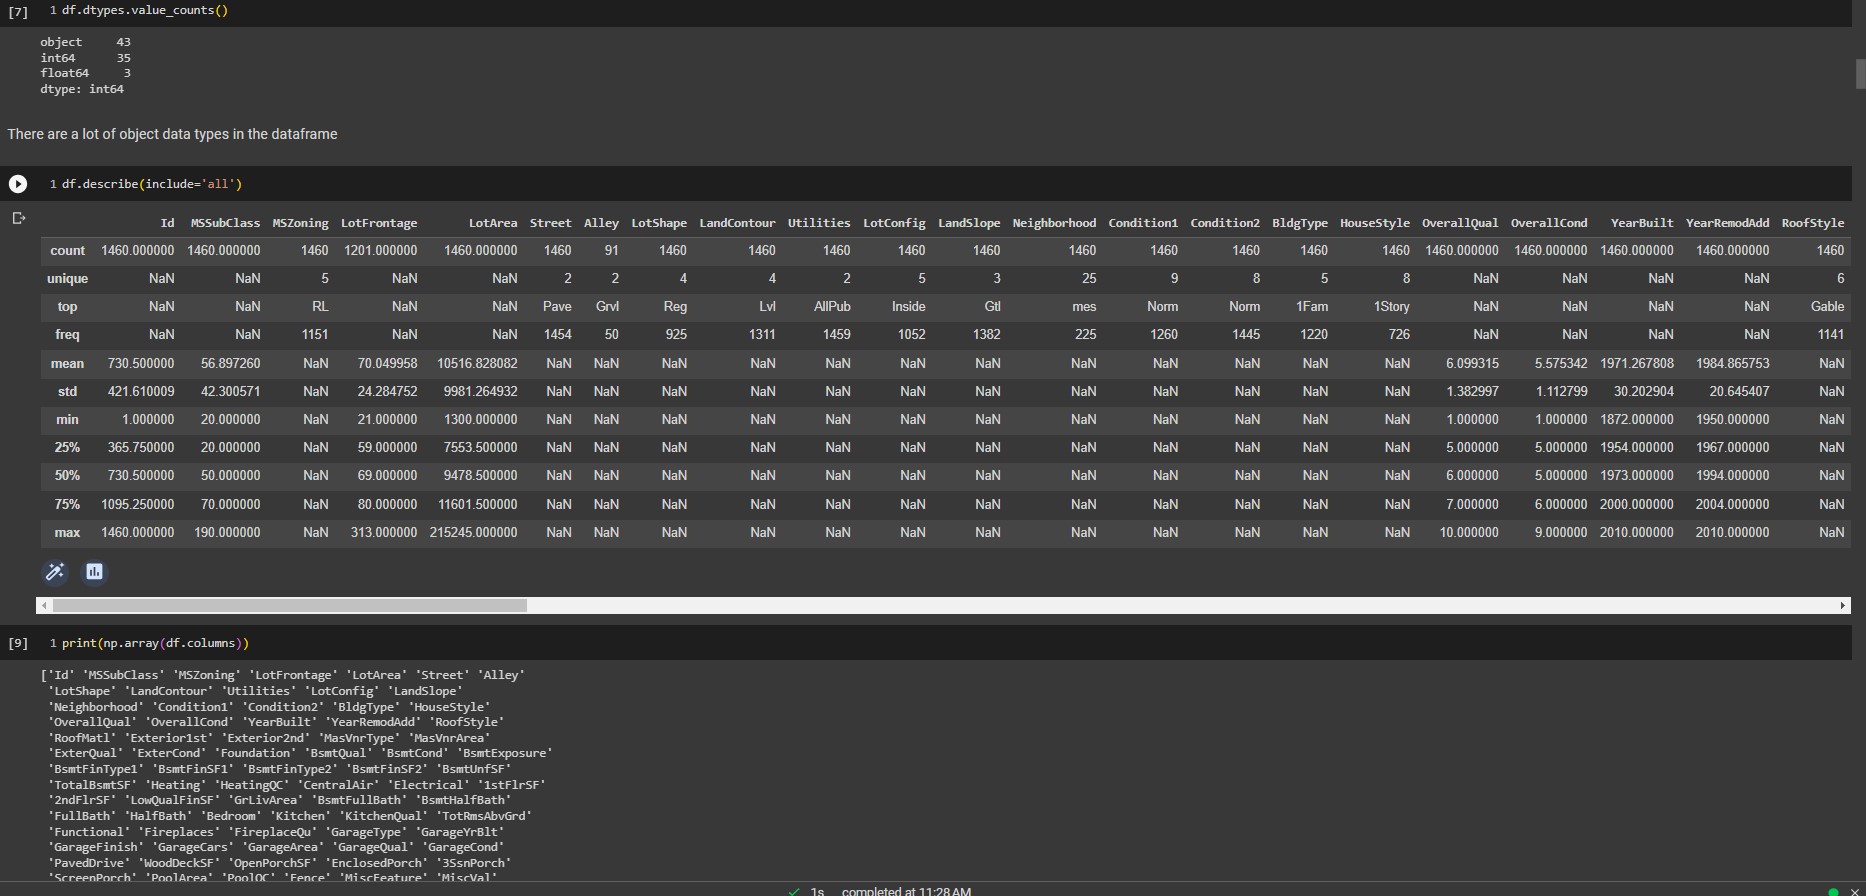 [7] 1 df.dtypes.value_counts()
object 43
int64 35
float64 3
dtype: int64
There are a lot of object data types in the dataframe
1 df.describe(include='all')
Id MSSubClass MSZoning LotFrontage LotArea Street Alley LotShape LandContour Utilities LotConfig LandSlope Neighborhood Condition1 Condition2 BldgType HouseStyle OverallQual OverallCond YearBuilt YearRemodAdd RoofStyle
count 1460.000000 1460.000000 1460 1201.000000 1460.000000 1460 91 1460 1460 1460 1460 1460 1460 1460 1460 1460 1460 1460.000000 1460.000000 1460.000000 1460.000000 1460
unique NaN NaN 5 NaN NaN 2 2 4 4 2 5 3 25 9 8 5 8 NaN NaN NaN NaN 6
top NaN NaN RL NaN NaN Pave Grvl Reg Lvl AllPub Inside Gtl mes Norm Norm 1Fam 1Story NaN NaN NaN NaN Gable
freq NaN NaN 1151 NaN NaN 1454 50 925 1311 1459 1052 1382 225 1260 1445 1220 726 NaN NaN NaN NaN 1141
mean 730.500000 56.897260 NaN 70.049958 10516.828082 NaN NaN NaN NaN NaN NaN NaN NaN NaN NaN NaN NaN 6.099315 5.575342 1971.267808 1984.865753 NaN
std 421.610009 42.300571 NaN 24.284752 9981.264932 NaN NaN NaN NaN NaN NaN NaN NaN NaN NaN NaN NaN 1.382997 1.112799 30.202904 20.645407 NaN
min 1.000000 20.000000 NaN 21.000000 1300.000000 NaN NaN NaN NaN NaN NaN NaN NaN NaN NaN NaN NaN 1.000000 1.000000 1872.000000 1950.000000 NaN
25% 365.750000 20.000000 NaN 59.000000 7553.500000 NaN NaN NaN NaN NaN NaN NaN NaN NaN NaN NaN NaN 5.000000 5.000000 1954.000000 1967.000000 NaN
50% 730.500000 50.000000 NaN 69.000000 9478.500000 NaN NaN NaN NaN NaN NaN NaN NaN NaN NaN NaN NaN 6.000000 5.000000 1973.000000 1994.000000 NaN
75% 1095.250000 70.000000 NaN 80.000000 11601.500000 NaN NaN NaN NaN NaN NaN NaN NaN NaN NaN NaN NaN 7.000000 6.000000 2000.000000 2004.000000 NaN
max 1460.000000 190.000000 NaN 313.000000 215245.000000 NaN NaN NaN NaN NaN NaN NaN NaN NaN NaN NaN NaN 10.000000 9.000000 2010.000000 2010.000000 NaN
[9] 1 print(np.array(df.columns))
['Id' 'MSSubClass' 'MSZoning' 'LotFrontage' 'LotArea' 'Street' 'Alley'
'LotShape' 'LandContour' 'Utilities' 'LotConfig' 'LandSlope'
'Neighborhood' 'Condition1' 'Condition2' 'BldgType' 'HouseStyle'
'OverallQual' 'OverallCond' 'YearBuilt' 'YearRemodAdd' 'RoofStyle'
'RoofMatl' 'Exterior1st' 'Exterior2nd' 'MasVnrType' 'MasVnrArea'
'ExterQual' 'ExterCond' 'Foundation' 'BsmtQual' 'BsmtCond' 'BsmtExposure'
'BsmtFinType1' 'BsmtFinSF1' 'BsmtFinType2' 'BsmtFinSF2' 'BsmtUnfSF'
'TotalBsmtSF' 'Heating' 'HeatingQC' 'CentralAir' 'Electrical' '1stFlrSF'
'2ndFlrSF' 'LowQualFinSF' 'GrLivArea' 'BsmtFullBath' 'BsmtHalfBath'
'FullBath' 'HalfBath' 'Bedroom' 'Kitchen' 'KitchenQual' 'TotRmsAbvGrd'
'Functional' 'Fireplaces' 'FireplaceQu' 'GarageType' 'GarageYrBlt'
'GarageFinish' 'GarageCars' 'GarageArea' 'GarageQual' 'GarageCond'
'PavedDrive' 'WoodDeckSF' 'OpenPorchSF' 'EnclosedPorch' '3SsnPorch'
'ScreenPorch' 'PoolArea' 'PoolQC' 'Fence' 'MiscFeature' 'MiscVal'
1s completed at 11:28 AM